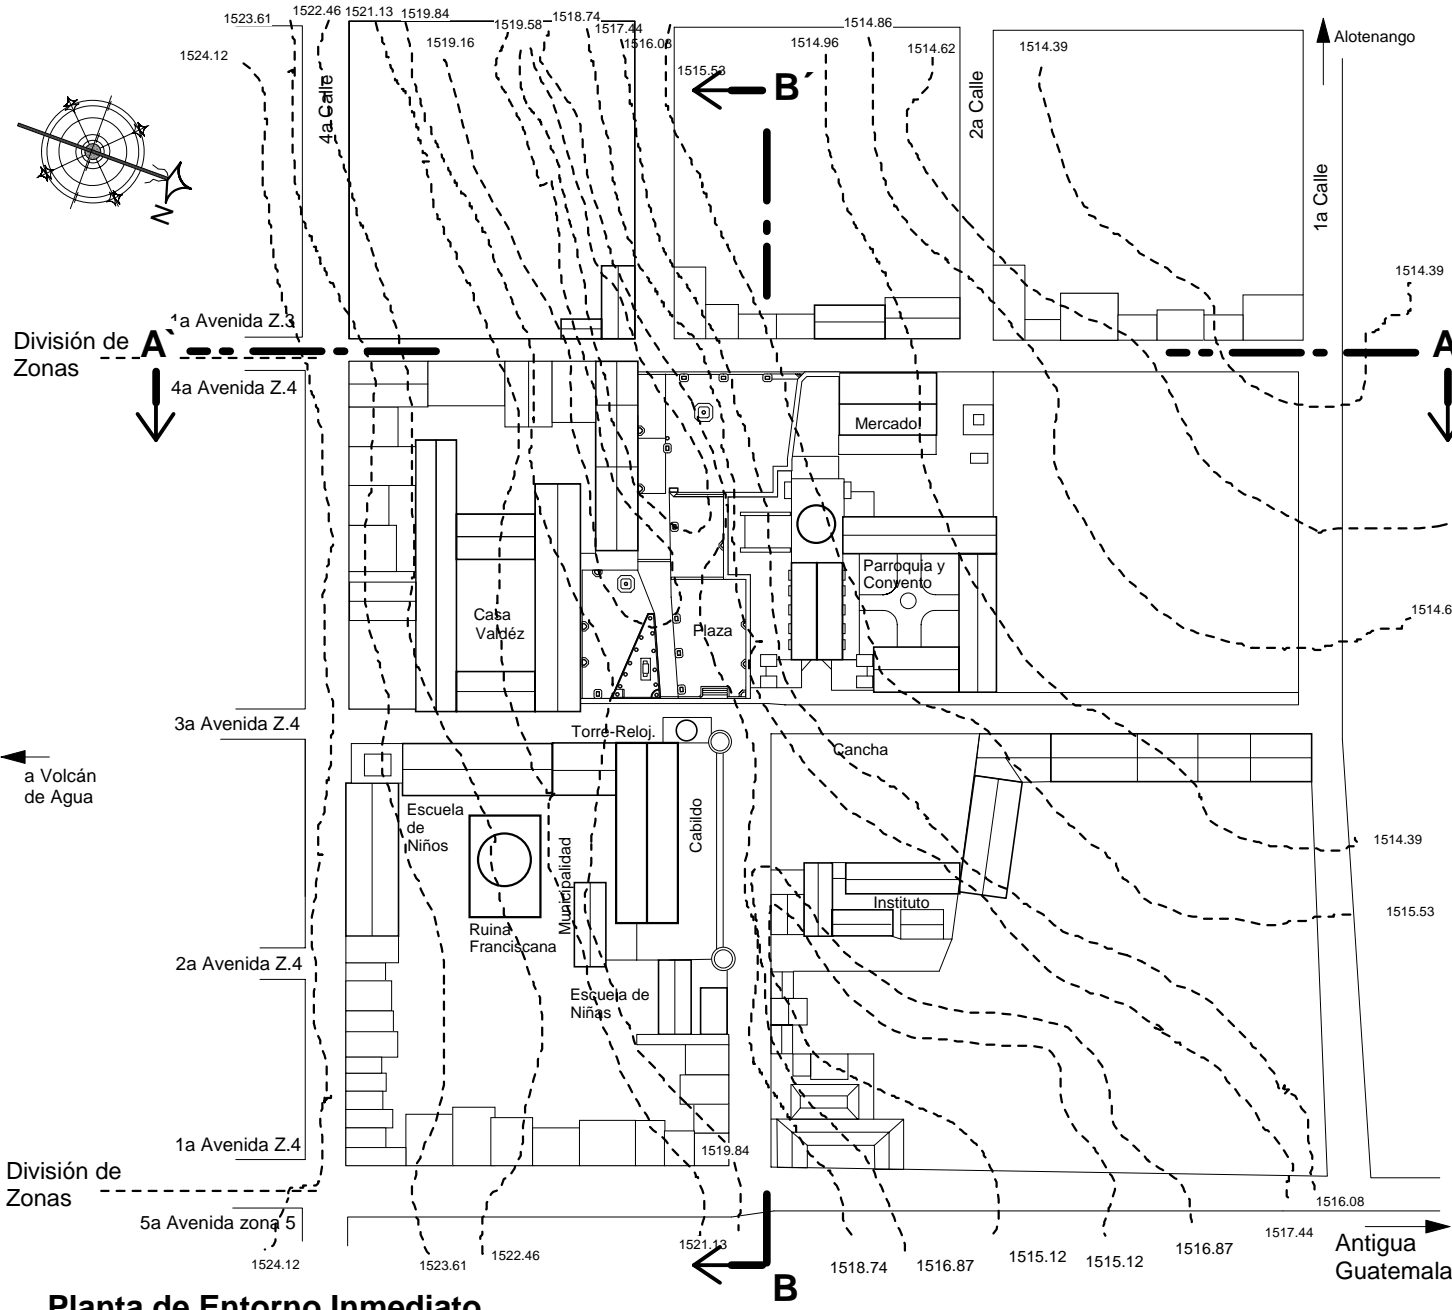 1523.61
1522.46
1521.13
1519.84
1519.16
1519.58
1518.74
1517.44
1516.08
1515.53
1514.96
1514.86
1514.62
1514.39
1524.12
Alotenango
4a Calle
2a Calle
1a Calle
B´
N
1514.39
1a Avenida Z.3
División de
Zonas
A`
A
4a Avenida Z.4
Mercado
Parroquia y
Convento
Casa
Valdéz
Plaza
1514.6
3a Avenida Z.4
Torre-Reloj.
Cancha
a Volcán
de Agua
Escuela
de
Niños
Municipalidad
Cabildo
1514.39
Instituto
1515.53
Ruina
Franciscana
2a Avenida Z.4
Escuela de
Niñas
1a Avenida Z.4
1519.84
División de
Zonas
5a Avenida zona 5
1516.08
1517.44
1524.12
1523.61
1522.46
1521.13
1518.74
1516.87
1515.12
1515.12
1516.87
Antigua
Guatemala
B
Planta de Entorno Inmediato